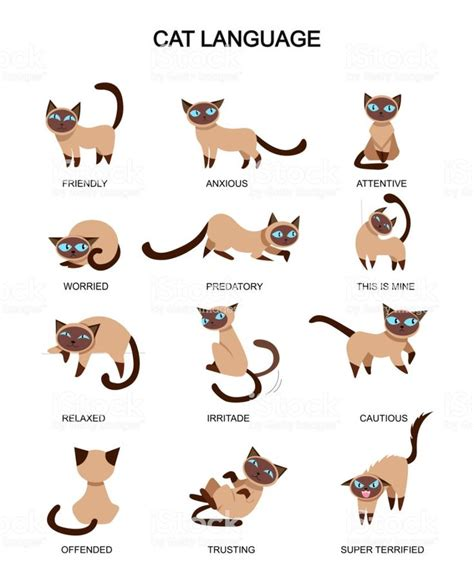 CAT LANGUAGE
FRIENDLY ANXIOUS ATTENTIVE
WORRIED PREDATORY THIS IS MINE
RELAXED IRRITADE CAUTIOUS
OFFENDED TRUSTING SUPER TERRIFIED